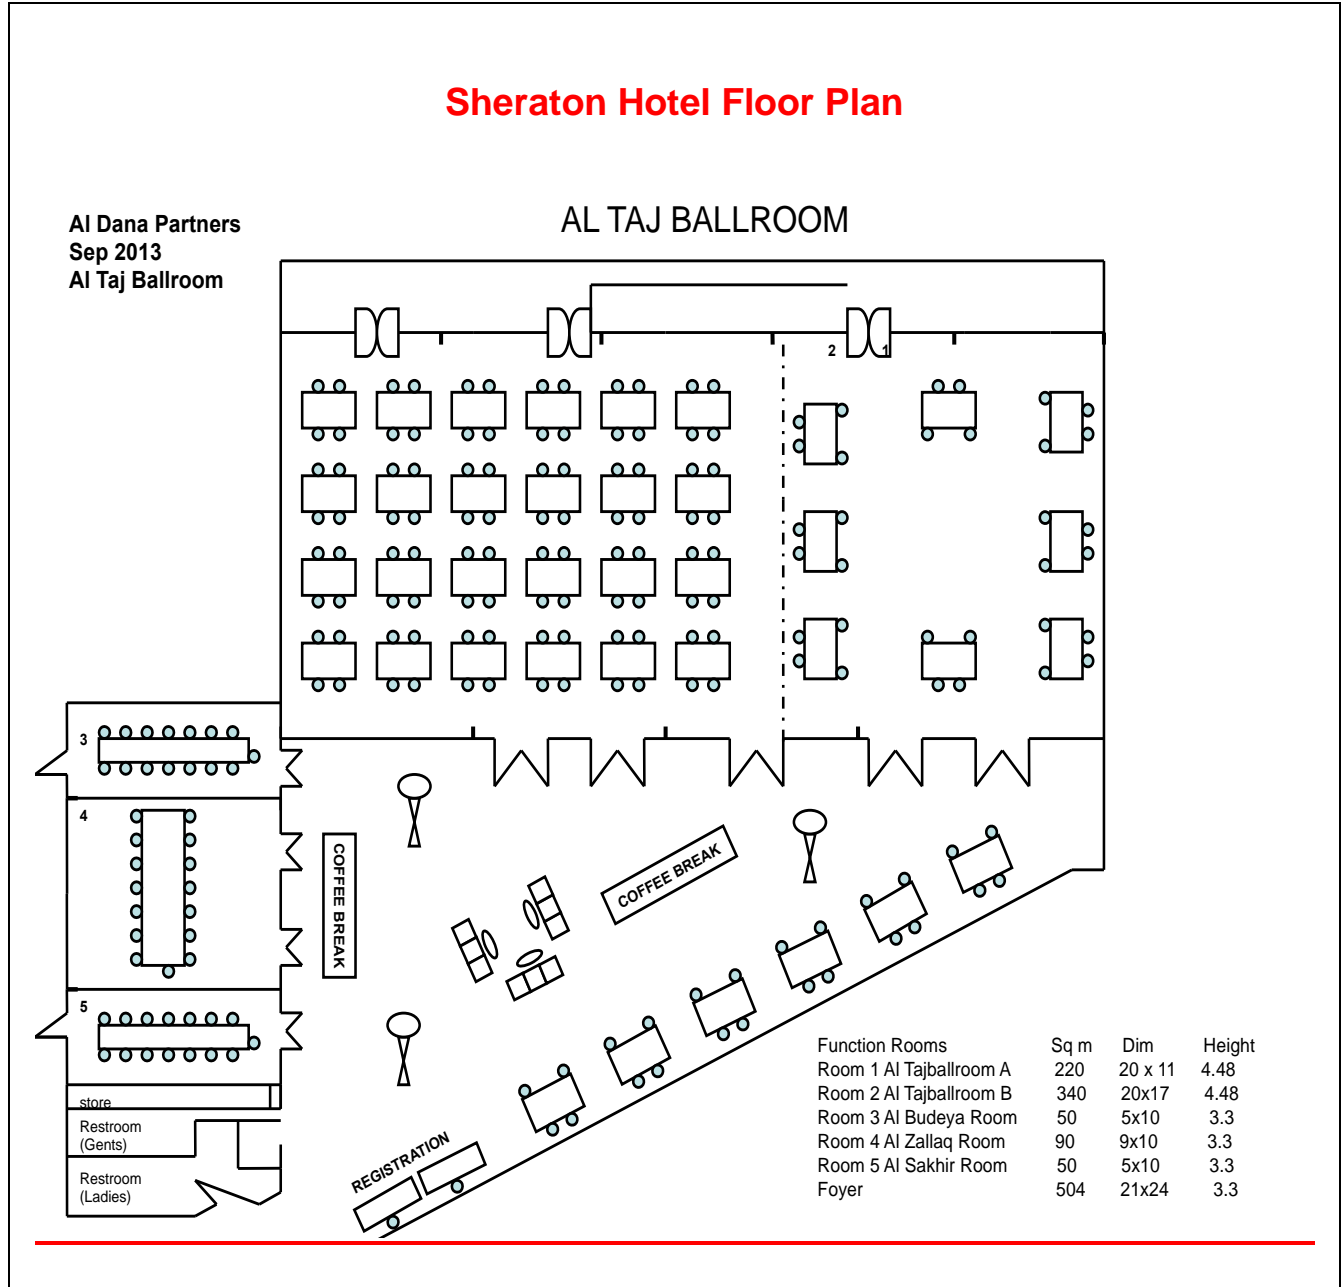 Sheraton Hotel Floor Plan
Al Dana Partners
Sep 2013
Al Taj Ballroom
AL TAJ BALLROOM
2 1
3
4
5
COFFEE BREAK
COFFEE BREAK
store
Restroom
(Gents)
Restroom
(Ladies)
REGISTRATION
Function Rooms Sq m Dim Height
Room 1 Al Tajballroom A 220 20 x 11 4.48
Room 2 Al Tajballroom B 340 20x17 4.48
Room 3 Al Budeya Room 50 5x10 3.3
Room 4 Al Zallaq Room 90 9x10 3.3
Room 5 Al Sakhir Room 50 5x10 3.3
Foyer 504 21x24 3.3